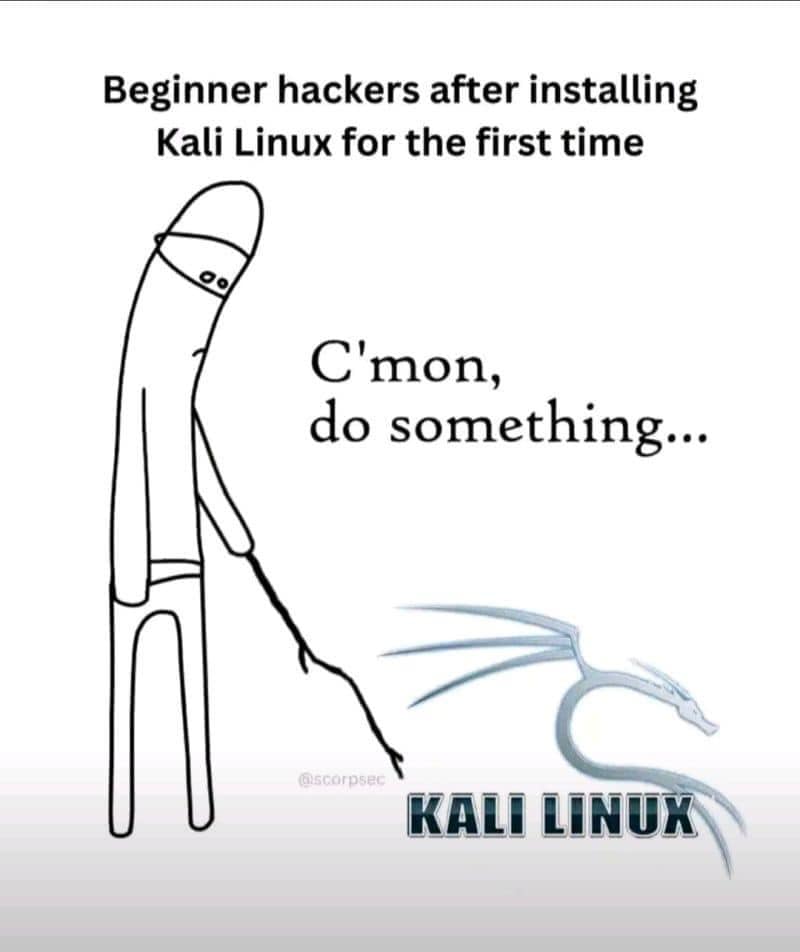 Beginner hackers after installing
Kali Linux for the first time
C'mon,
do something...
@scorpsec
KALI LINUX